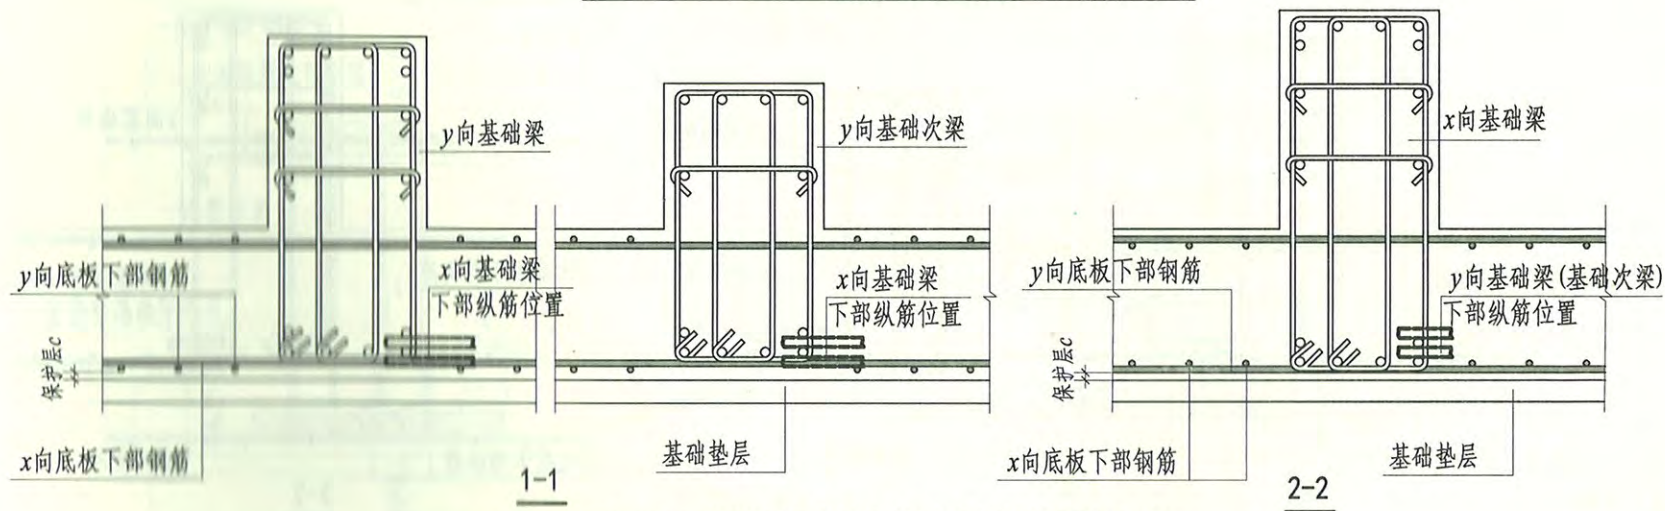 y向基础梁
y向基础次梁
x向基础梁
y向底板下部钢筋
x向基础梁
下部纵筋位置
x向基础梁
下部纵筋位置
y向底板下部钢筋
y向基础梁(基础次梁)
下部纵筋位置
保护层c
保护层c
x向底板下部钢筋
基础垫层
x向底板下部钢筋
基础垫层
1-1
2-2